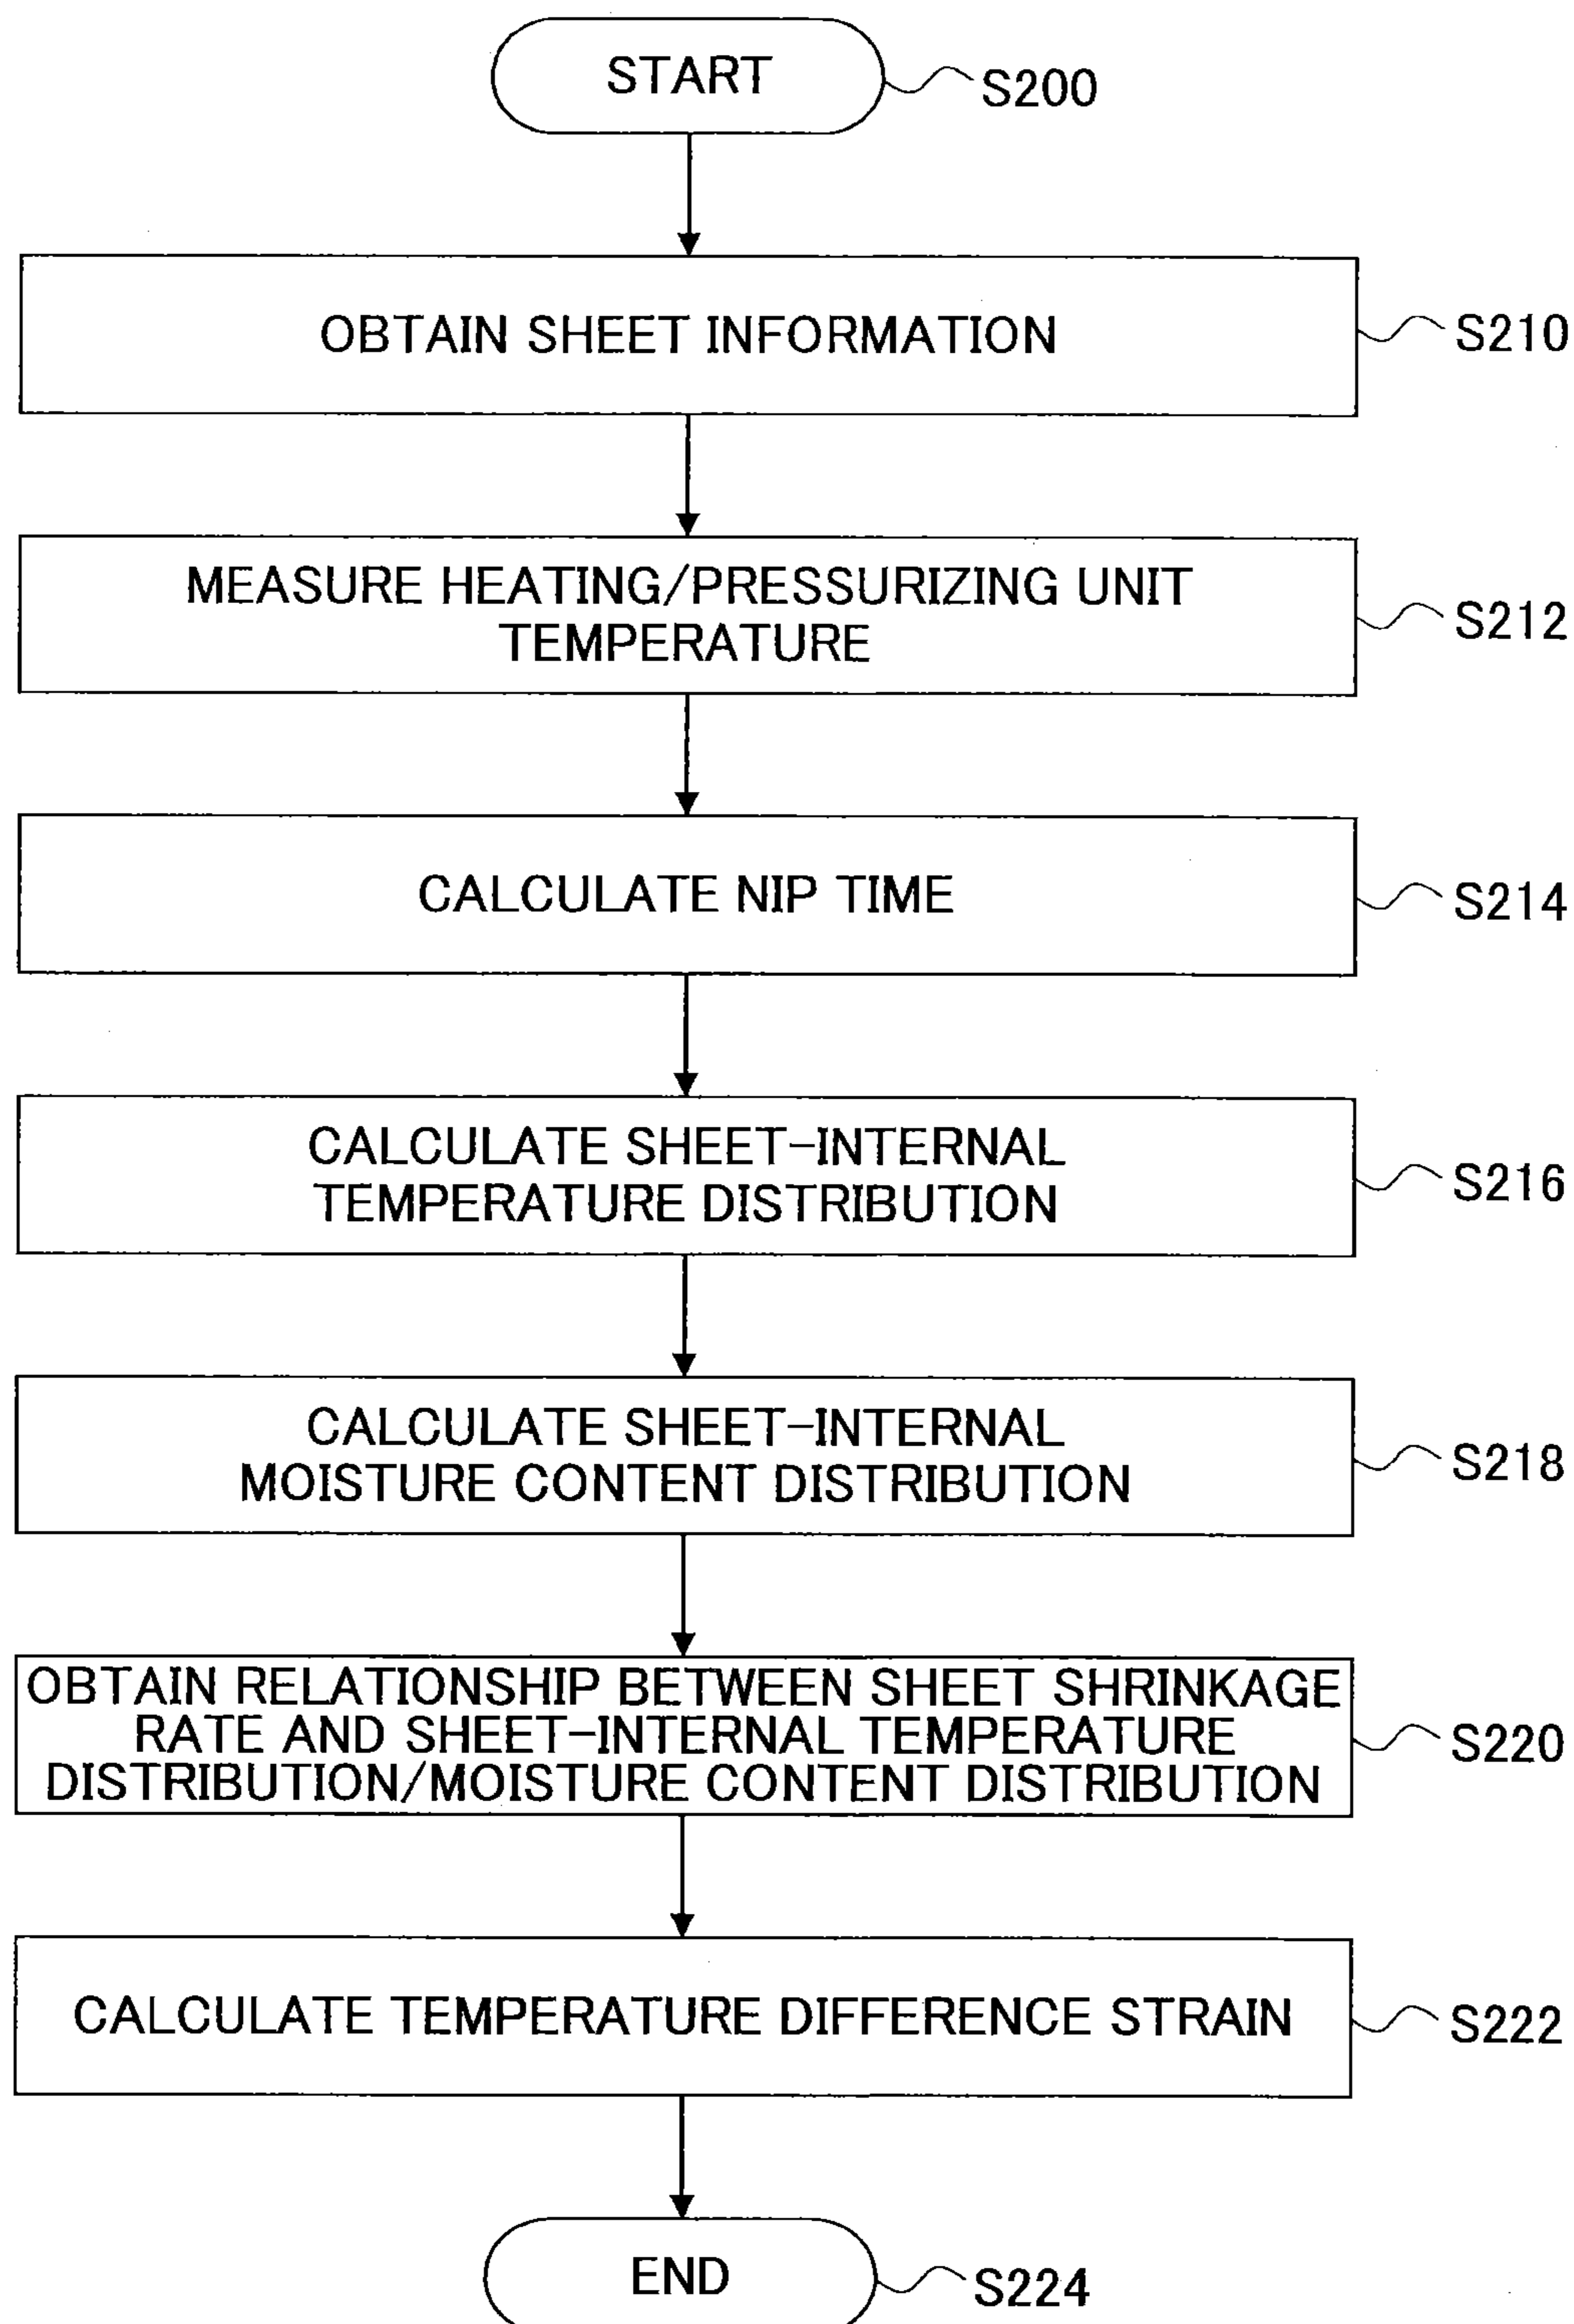 START
S200
OBTAIN SHEET INFORMATION
S210
MEASURE HEATING/PRESSURIZING UNIT
TEMPERATURE
S212
CALCULATE NIP TIME
S214
CALCULATE SHEET-INTERNAL
TEMPERATURE DISTRIBUTION
S216
CALCULATE SHEET-INTERNAL
MOISTURE CONTENT DISTRIBUTION
S218
OBTAIN RELATIONSHIP BETWEEN SHEET SHRINKAGE
RATE AND SHEET-INTERNAL TEMPERATURE
DISTRIBUTION/MOISTURE CONTENT DISTRIBUTION
S220
CALCULATE TEMPERATURE DIFFERENCE STRAIN
S222
END
S224